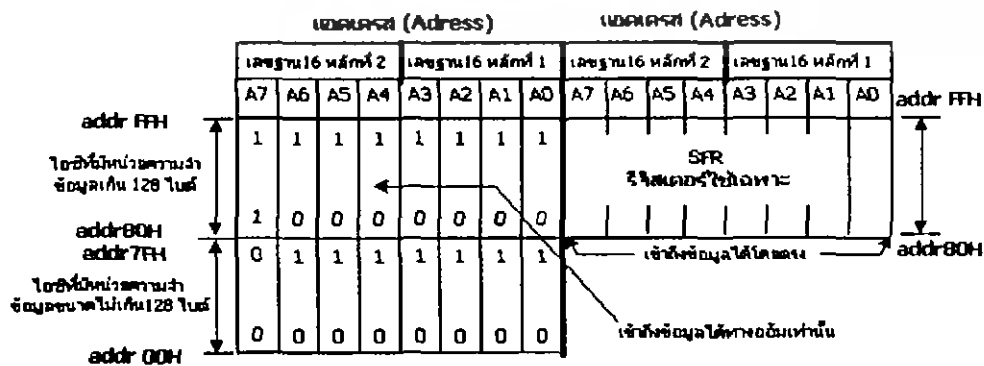 แอดเดรส (Adress) แอดเดรส (Adress)
เลขฐาน16 หลักที่ 2 เลขฐาน16 หลักที่ 1 เลขฐาน16 หลักที่ 2 เลขฐาน16 หลักที่ 1
A7 A6 A5 A4 A3 A2 A1 A0 A7 A6 A5 A4 A3 A2 A1 A0
addr FFH addr FFH
1 1 1 1 1 1 1 1
ไอซีที่มีหน่วยความจำ
ข้อมูลเกิน 128 ไบต์
SFR
รีจิสเตอร์ใช้เฉพาะ
1 0 0 0 0 0 0 0
addr80H addr80H
addr7FH
0 1 1 1 1 1 1 1
เข้าถึงข้อมูลได้โดยตรง
ไอซีที่มีหน่วยความจำ
ข้อมูลขนาดไม่เกิน128 ไบต์
เข้าถึงข้อมูลได้ทางอ้อมเท่านั้น
0 0 0 0 0 0 0 0
addr 00H